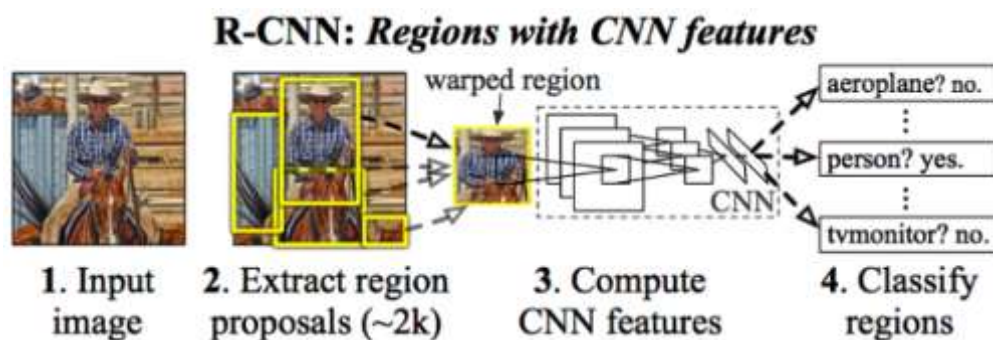 R-CNN: Regions with CNN features
warped region
aeroplane? no.
person? yes.
tvmonitor? no.
CNN
1. Input
image
2. Extract region
proposals (~2k)
3. Compute
CNN features
4. Classify
regions